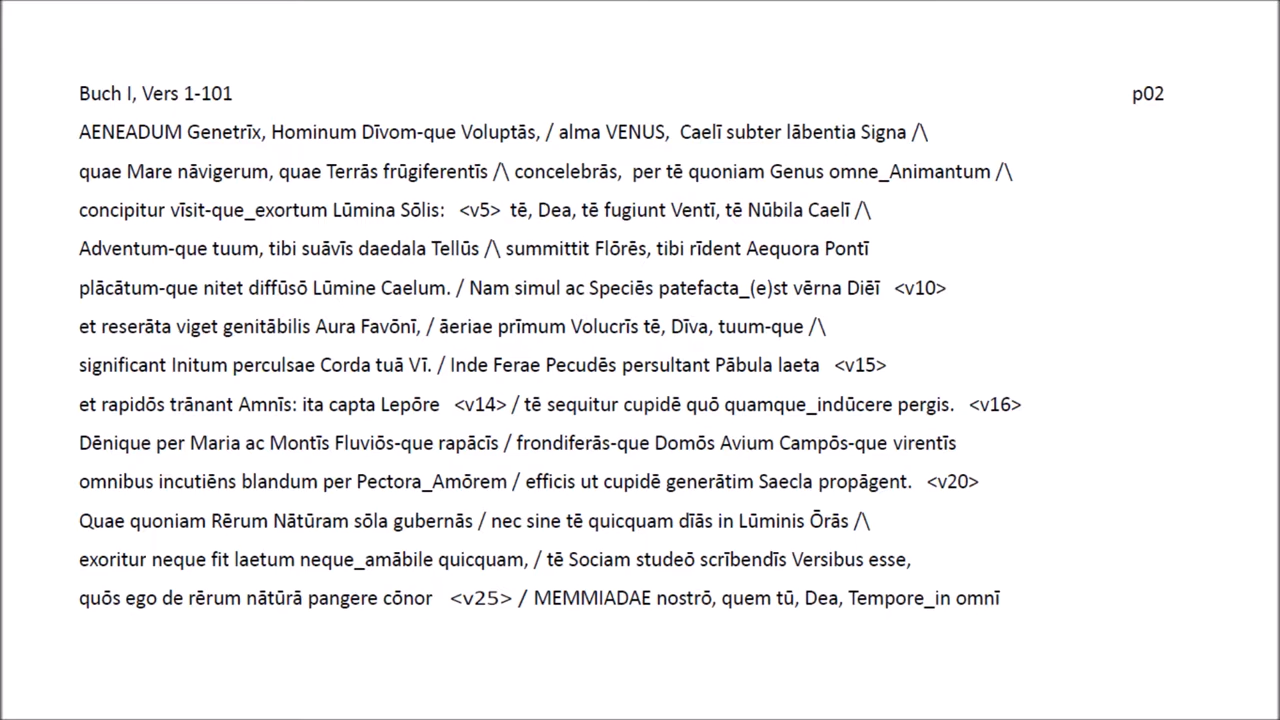 Buch I, Vers 1-101 p02
AENEADUM Genetrīx, Hominum Dīvom-que Voluptās, / alma VENUS, Caelī subter lābentia Signa /\
quae Mare nāvigerum, quae Terrās frūgiferentīs /\ concelebrās, per tē quoniam Genus omne_Animantum /\
concipitur vīsit-que_exortum Lūmina Sōlis: <v5> tē, Dea, tē fugiunt Ventī, tē Nūbila Caelī /\
Adventum-que tuum, tibi suāvīs daedala Tellūs /\ summittit Flōrēs, tibi rīdent Aequora Pontī
plācātum-que nitet diffūsō Lūmine Caelum. / Nam simul ac Speciēs patefacta_(e)st vērna Diēī <v10>
et reserāta viget genitābilis Aura Favōnī, / āeriae prīmum Volucrīs tē, Dīva, tuum-que /\
significant Initum perculsae Corda tuā Vī. / Inde Ferae Pecudēs persultant Pābula laeta <v15>
et rapidōs trānant Amnīs: ita capta Lepōre <v14> / tē sequitur cupidē quō quamque_indūcere pergis. <v16>
Dēnique per Maria ac Montīs Fluviōs-que rapācīs / frondiferās-que Domōs Avium Campōs-que virentīs
omnibus incutiēns blandum per Pectora_Amōrem / efficis ut cupidē generātim Saecla propāgent. <v20>
Quae quoniam Rērum Nātūram sōla gubernās / nec sine tē quicquam dīās in Lūminis Ōrās /\
exoritur neque fit laetum neque_amābile quicquam, / tē Sociam studeō scrībendīs Versibus esse,
quōs ego de rērum nātūrā pangere cōnor <v25> / MEMMIADAE nostrō, quem tū, Dea, Tempore_in omnī